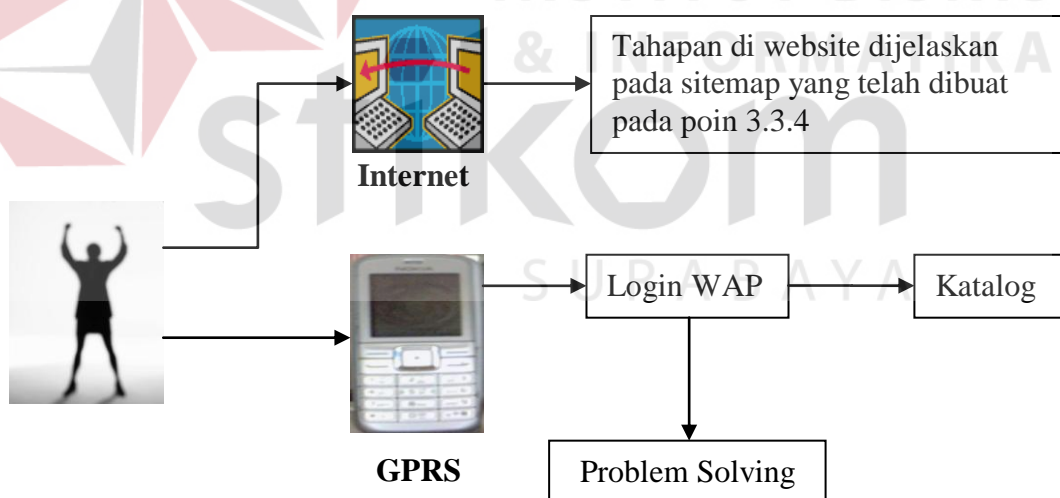 & INFORMATIKA
Tahapan di website dijelaskan
pada sitemap yang telah dibuat
pada poin 3.3.4
stikom
Internet
SURABAYA
NOKIA
Login WAP
Katalog
GPRS
Problem Solving